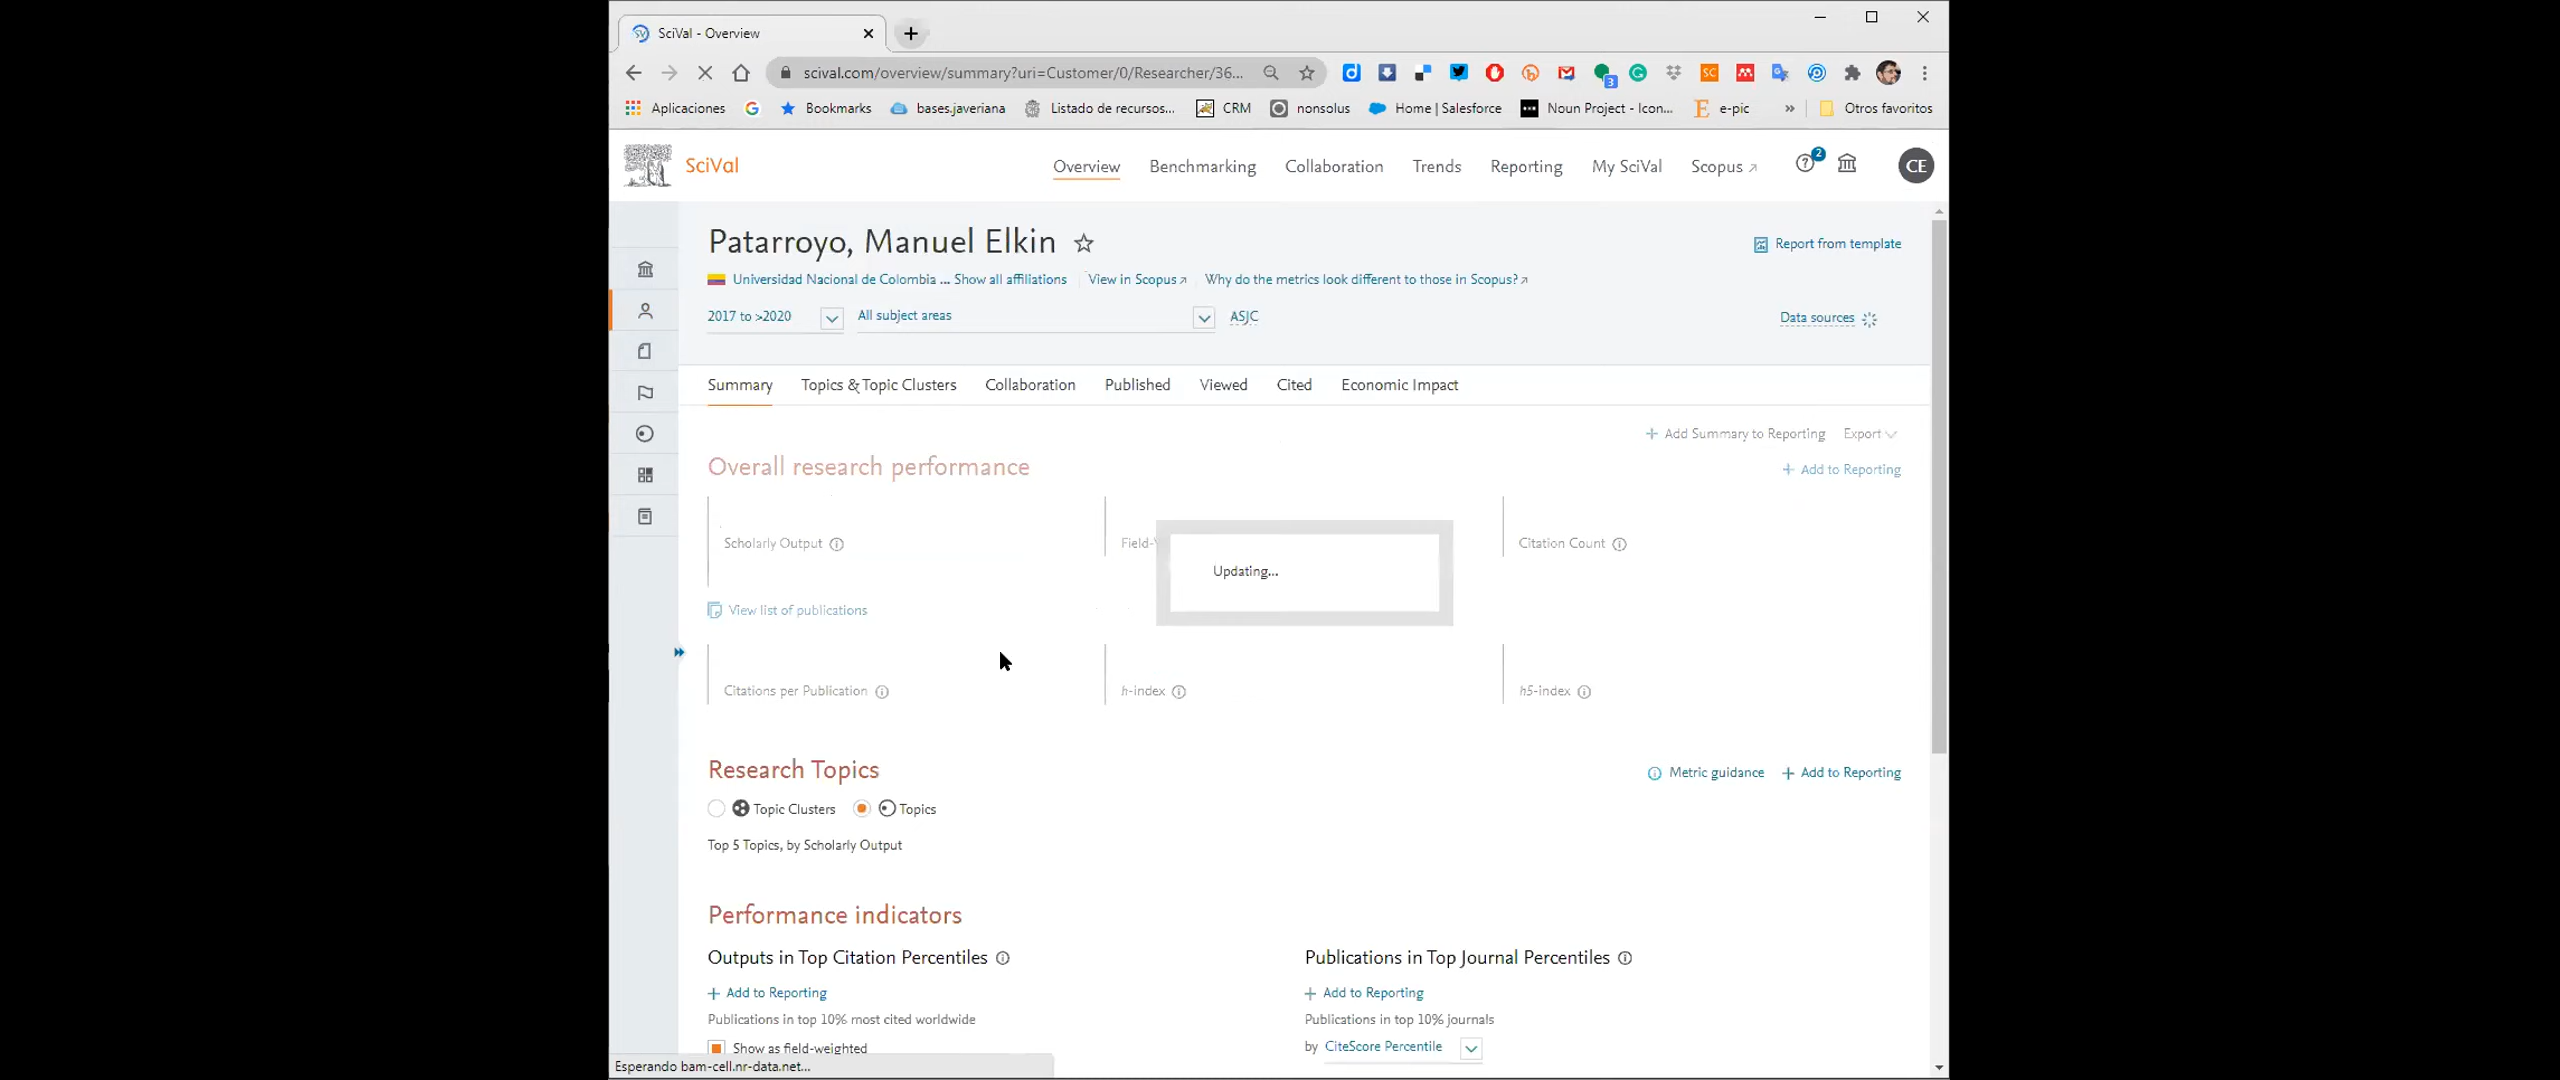 SciVal - Overview
scival.com/overview/summary?uri=Customer/0/Researcher/36...
Aplicaciones Bookmarks bases.javeriana Listado de recursos... CRM nonsolus Home | Salesforce Noun Project - Icon... e-pic » Otros favoritos
SciVal Overview Benchmarking Collaboration Trends Reporting My SciVal Scopus ↗ 2 CE
Patarroyo, Manuel Elkin
Report from template
Universidad Nacional de Colombia ... Show all affiliations View in Scopus ↗ Why do the metrics look different to those in Scopus? ↗
2017 to >2020 All subject areas ASJC Data sources
Summary Topics & Topic Clusters Collaboration Published Viewed Cited Economic Impact
+ Add Summary to Reporting Export
Overall research performance + Add to Reporting
Scholarly Output Field- Citation Count
Updating...
View list of publications
Citations per Publication h-index h5-index
Research Topics Metric guidance + Add to Reporting
Topic Clusters Topics
Top 5 Topics, by Scholarly Output
Performance indicators
Outputs in Top Citation Percentiles Publications in Top Journal Percentiles
+ Add to Reporting + Add to Reporting
Publications in top 10% most cited worldwide Publications in top 10% journals
Show as field-weighted by CiteScore Percentile
Esperando bam-cell.nr-data.net...